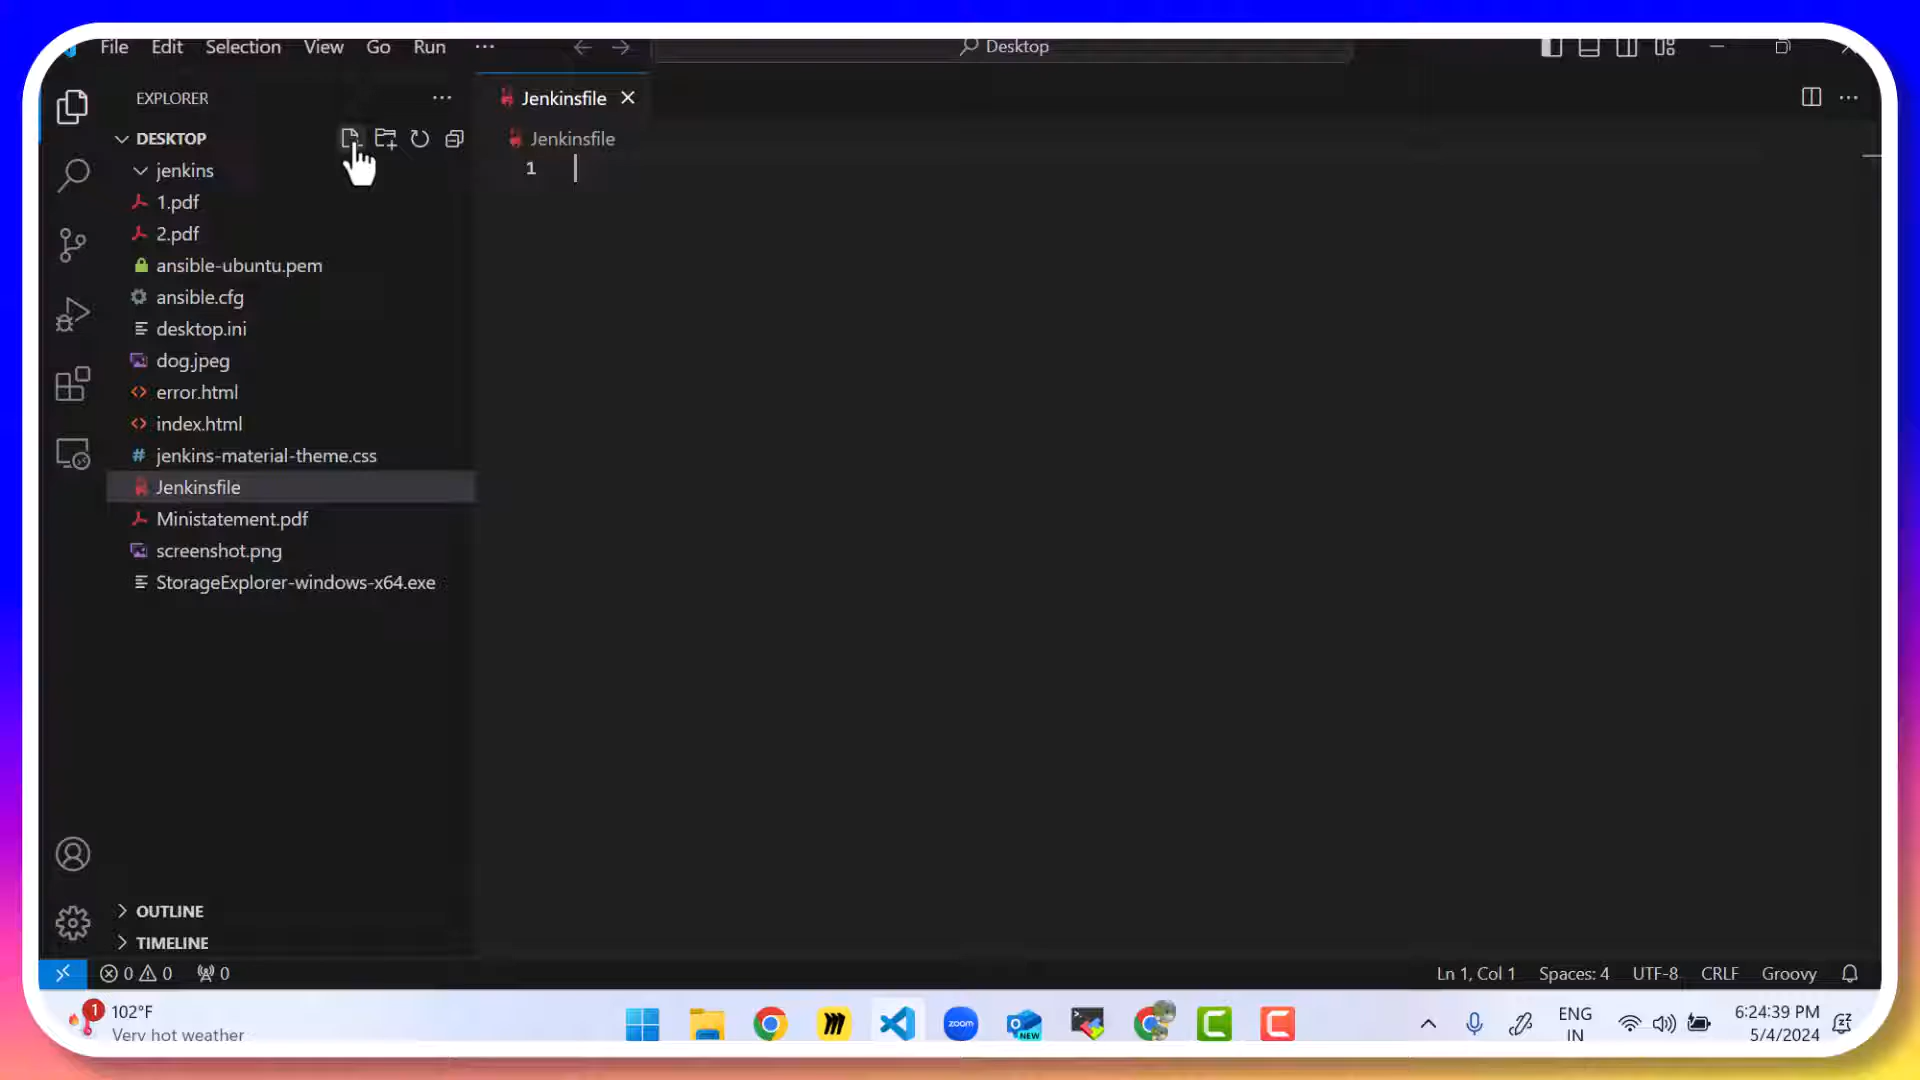 File Edit Selection View Go Run ···
Desktop
EXPLORER
DESKTOP
jenkins
1.pdf
2.pdf
ansible-ubuntu.pem
ansible.cfg
desktop.ini
dog.jpeg
error.html
index.html
jenkins-material-theme.css
Jenkinsfile
Ministatement.pdf
screenshot.png
StorageExplorer-windows-x64.exe
OUTLINE
TIMELINE
Jenkinsfile
Jenkinsfile
1
0 0 0
Ln 1, Col 1 Spaces: 4 UTF-8 CRLF Groovy
1
102°F
Very hot weather
zoom
NEW
ENG
IN
6:24:39 PM
5/4/2024